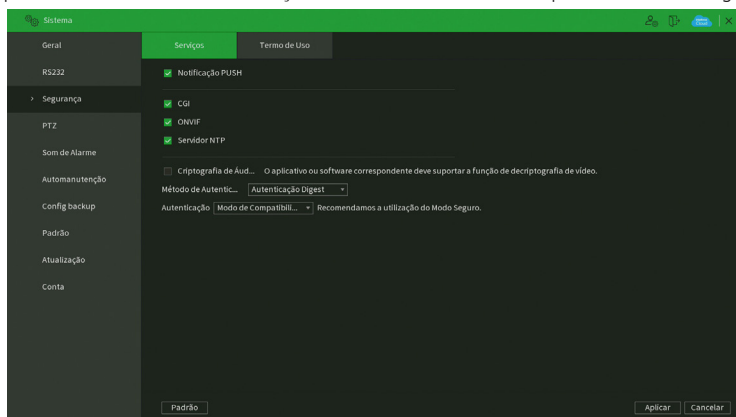 Sistema
Geral
RS232
> Segurança
PTZ
Som de Alarme
Automanutenção
Config backup
Padrão
Atualização
Conta
Serviços Termo de Uso
Notificação PUSH
CGI
ONVIF
Servidor NTP
Criptografia de Áud... O aplicativo ou software correspondente deve suportar a função de decriptografia de vídeo.
Método de Autentic... Autenticação Digest
Autenticação Modo de Compatibili... Recomendamos a utilização do Modo Seguro.
Padrão Aplicar Cancelar